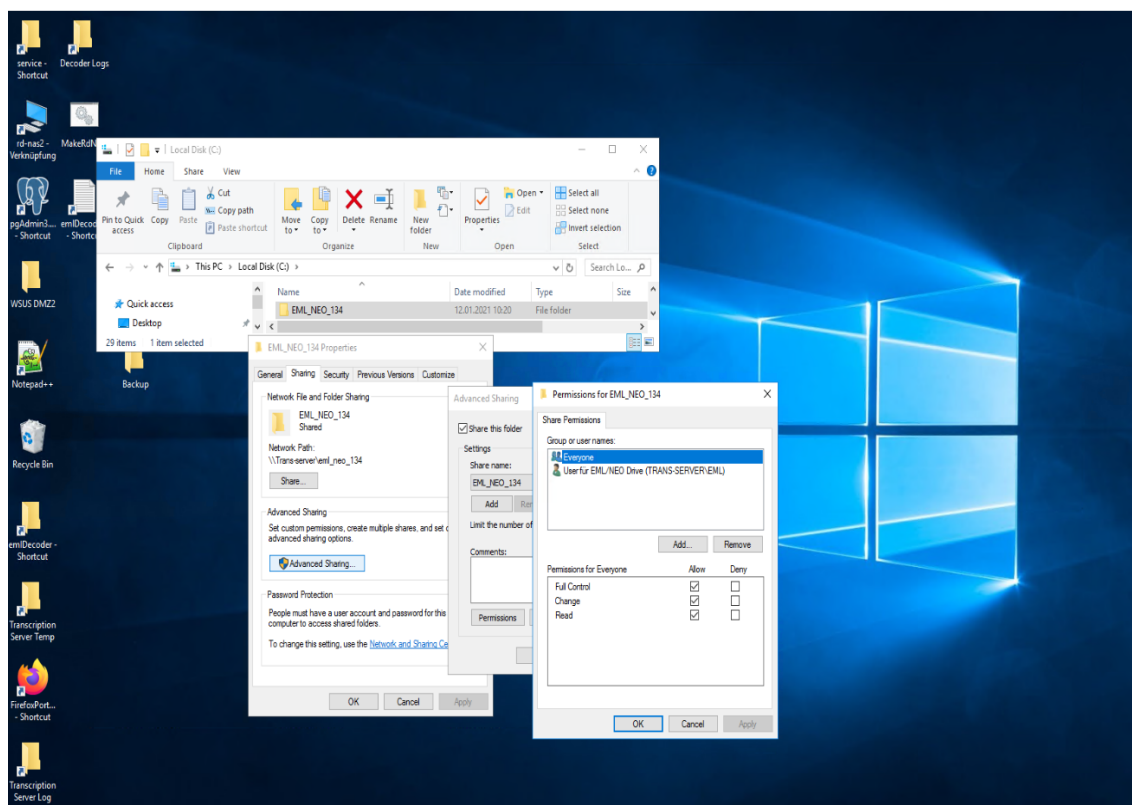 service -
Shortcut
Decoder Logs
rd-nas2 -
Verknüpfung
MakeRdN
pgAdmin3....
- Shortcut
emlDecod
- Shortc
WSUS DMZ2
Notepad++
Backup
Recycle Bin
emlDecoder -
Shortcut
Transcription
Server Temp
FirefoxPort...
- Shortcut
Transcription
Server Log
Local Disk (C:)
File
Home
Share
View
Pin to Quick
access
Copy
Paste
Cut
Copy path
Paste shortcut
Clipboard
Move
to
Copy
to
Delete
Rename
Organize
New
folder
New
Properties
Open
Edit
Open
Select all
Select none
Invert selection
Select
This PC > Local Disk (C:) >
Search Lo...
Quick access
Desktop
Name
Date modified
Type
Size
EML_NEO_134
12.01.2021 10:20
File folder
29 items
1 item selected
EML_NEO_134 Properties
General
Sharing
Security
Previous Versions
Customize
Network File and Folder Sharing
EML_NEO_134
Shared
Network Path:
\\Trans-server\eml_neo_134
Share...
Advanced Sharing
Set custom permissions, create multiple shares, and set o
advanced sharing options.
Advanced Sharing...
Password Protection
People must have a user account and password for this
computer to access shared folders.
To change this setting, use the Network and Sharing Ce
OK
Cancel
Apply
Advanced Sharing
Share this folder
Settings
Share name:
EML_NEO_134
Add
Rem
Limit the number of
Comments:
Permissions
Permissions for EML_NEO_134
Share Permissions
Group or user names:
Everyone
User für EML/NEO Drive (TRANS-SERVER\EML)
Add...
Remove
Permissions for Everyone
Allow
Deny
Full Control
Change
Read
OK
Cancel
Apply